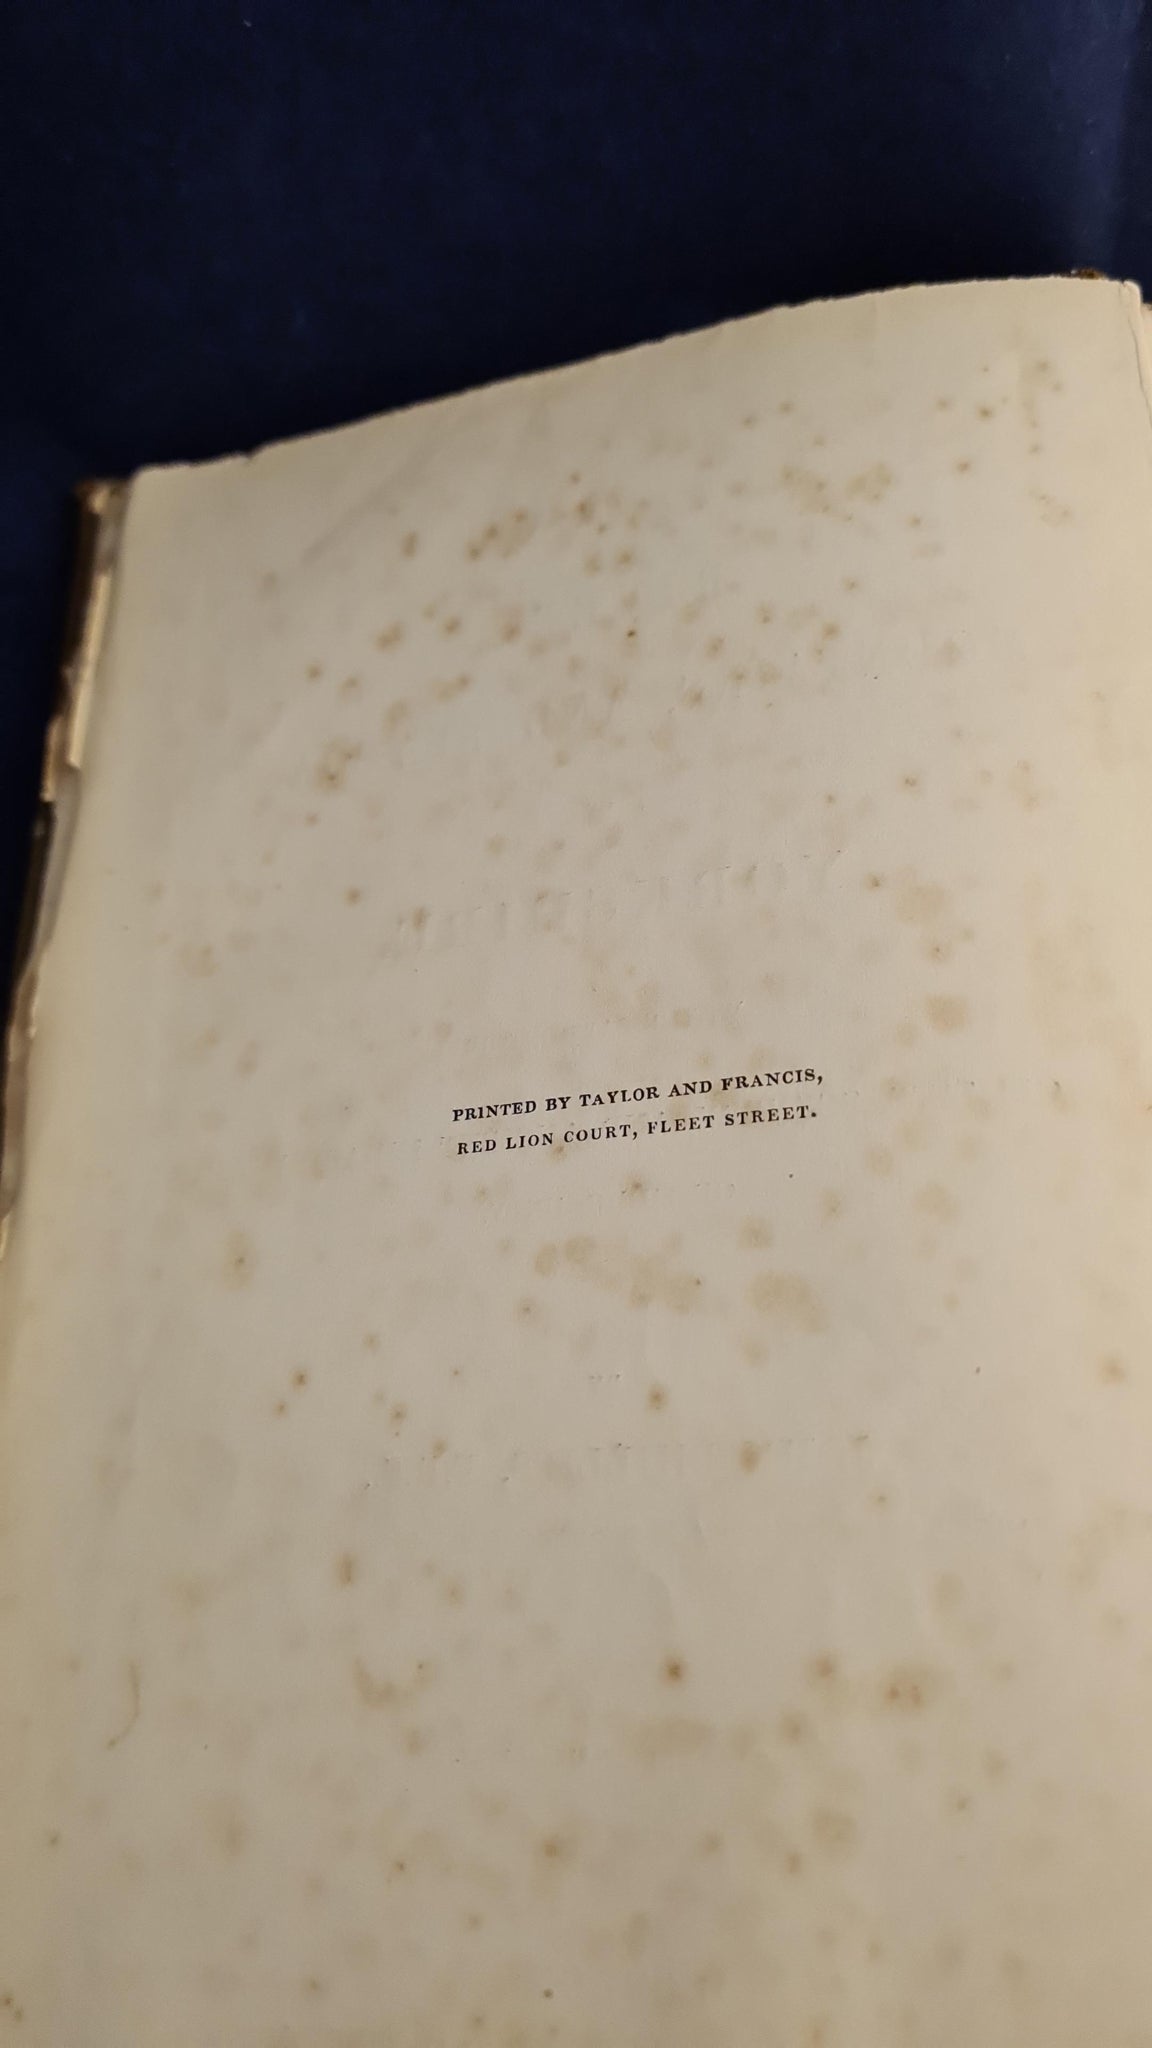 PRINTED BY TAYLOR AND FRANCIS,
RED LION COURT, FLEET STREET.